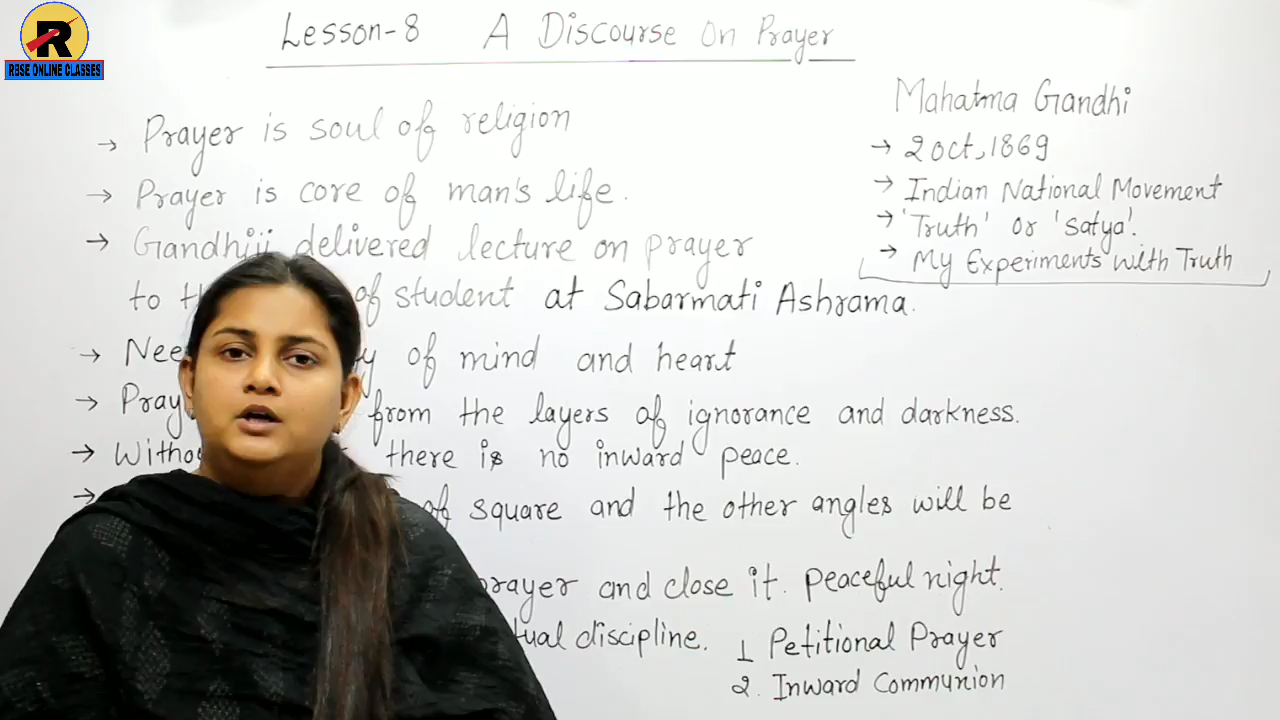 R
RBSE ONLINE CLASSES
Lesson-8 A Discourse On Prayer
→ Prayer is soul of religion
→ Prayer is core of man's life.
→ Gandhiji delivered lecture on prayer
to of student at Sabarmati Ashrama.
→ of mind and heart
→ from the layers of ignorance and darkness.
→ there is no inward peace.
→ of square and the other angles will be
prayer and close it. Peaceful night.
discipline. 1 Petitional Prayer
2. Inward Communion
Mahatma Gandhi
→ 2 Oct, 1869
→ Indian National Movement
→ 'Truth' or 'Satya'.
→ My Experiments with Truth